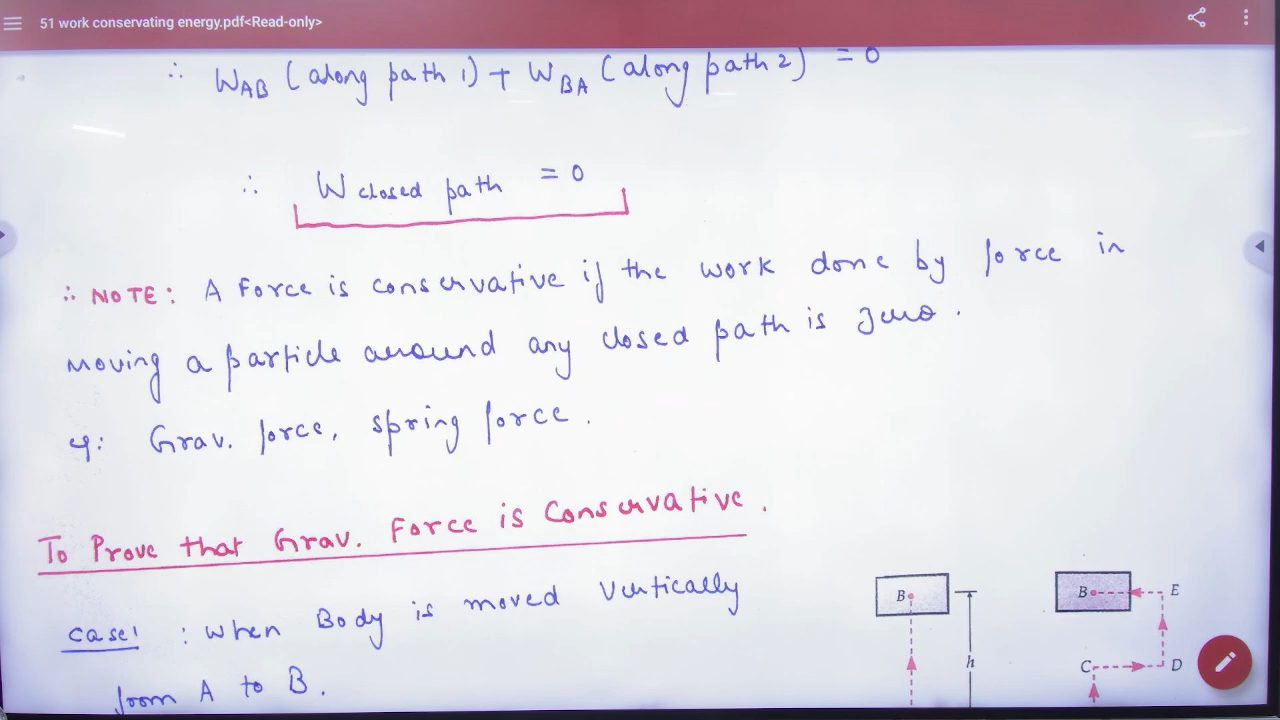 51 work conservating energy.pdf<Read-only>
∴ WAB (along path 1) + WBA (along path 2) = 0
∴ W closed path = 0
∴ NOTE: A Force is conservative if the work done by force in
moving a particle around any closed path is zero.
eg: Grav. force, spring force.
To Prove that Grav. Force is Conservative.
case1 : when Body is moved vertically
from A to B.
B
h
B E
C D